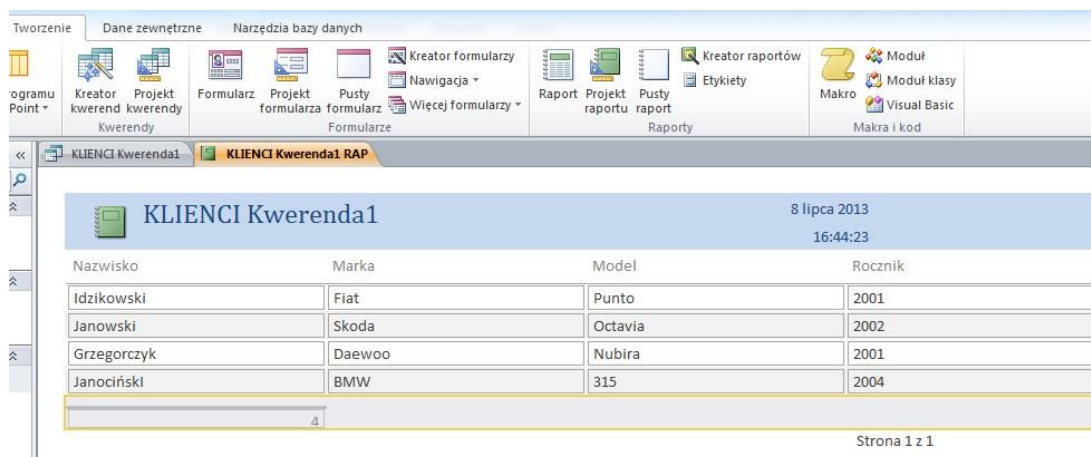 Tworzenie Dane zewnętrzne Narzędzia bazy danych
ogramu Point
Kreator kwerend Projekt kwerendy
Kwerendy
Formularz Projekt formularza Pusty formularz
Kreator formularzy
Nawigacja
Więcej formularzy
Formularze
Raport Projekt raportu Pusty raport
Kreator raportów
Etykiety
Raporty
Makro
Moduł
Moduł klasy
Visual Basic
Makra i kod
KLIENCI Kwerenda1 KLIENCI Kwerenda1 RAP
KLIENCI Kwerenda1 8 lipca 2013
16:44:23
Nazwisko Marka Model Rocznik
Idzikowski Fiat Punto 2001
Janowski Skoda Octavia 2002
Grzegorczyk Daewoo Nubira 2001
JanocińskI BMW 315 2004
4
Strona 1 z 1